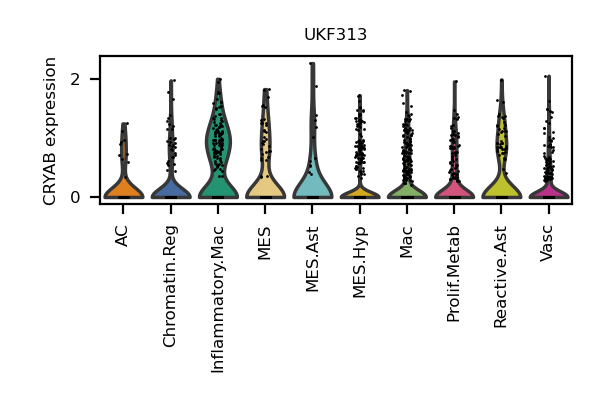 UKF313
CRYAB expression
2
0
AC
Chromatin.Reg
Inflammatory.Mac
MES
MES.Ast
MES.Hyp
Mac
Prolif.Metab
Reactive.Ast
Vasc